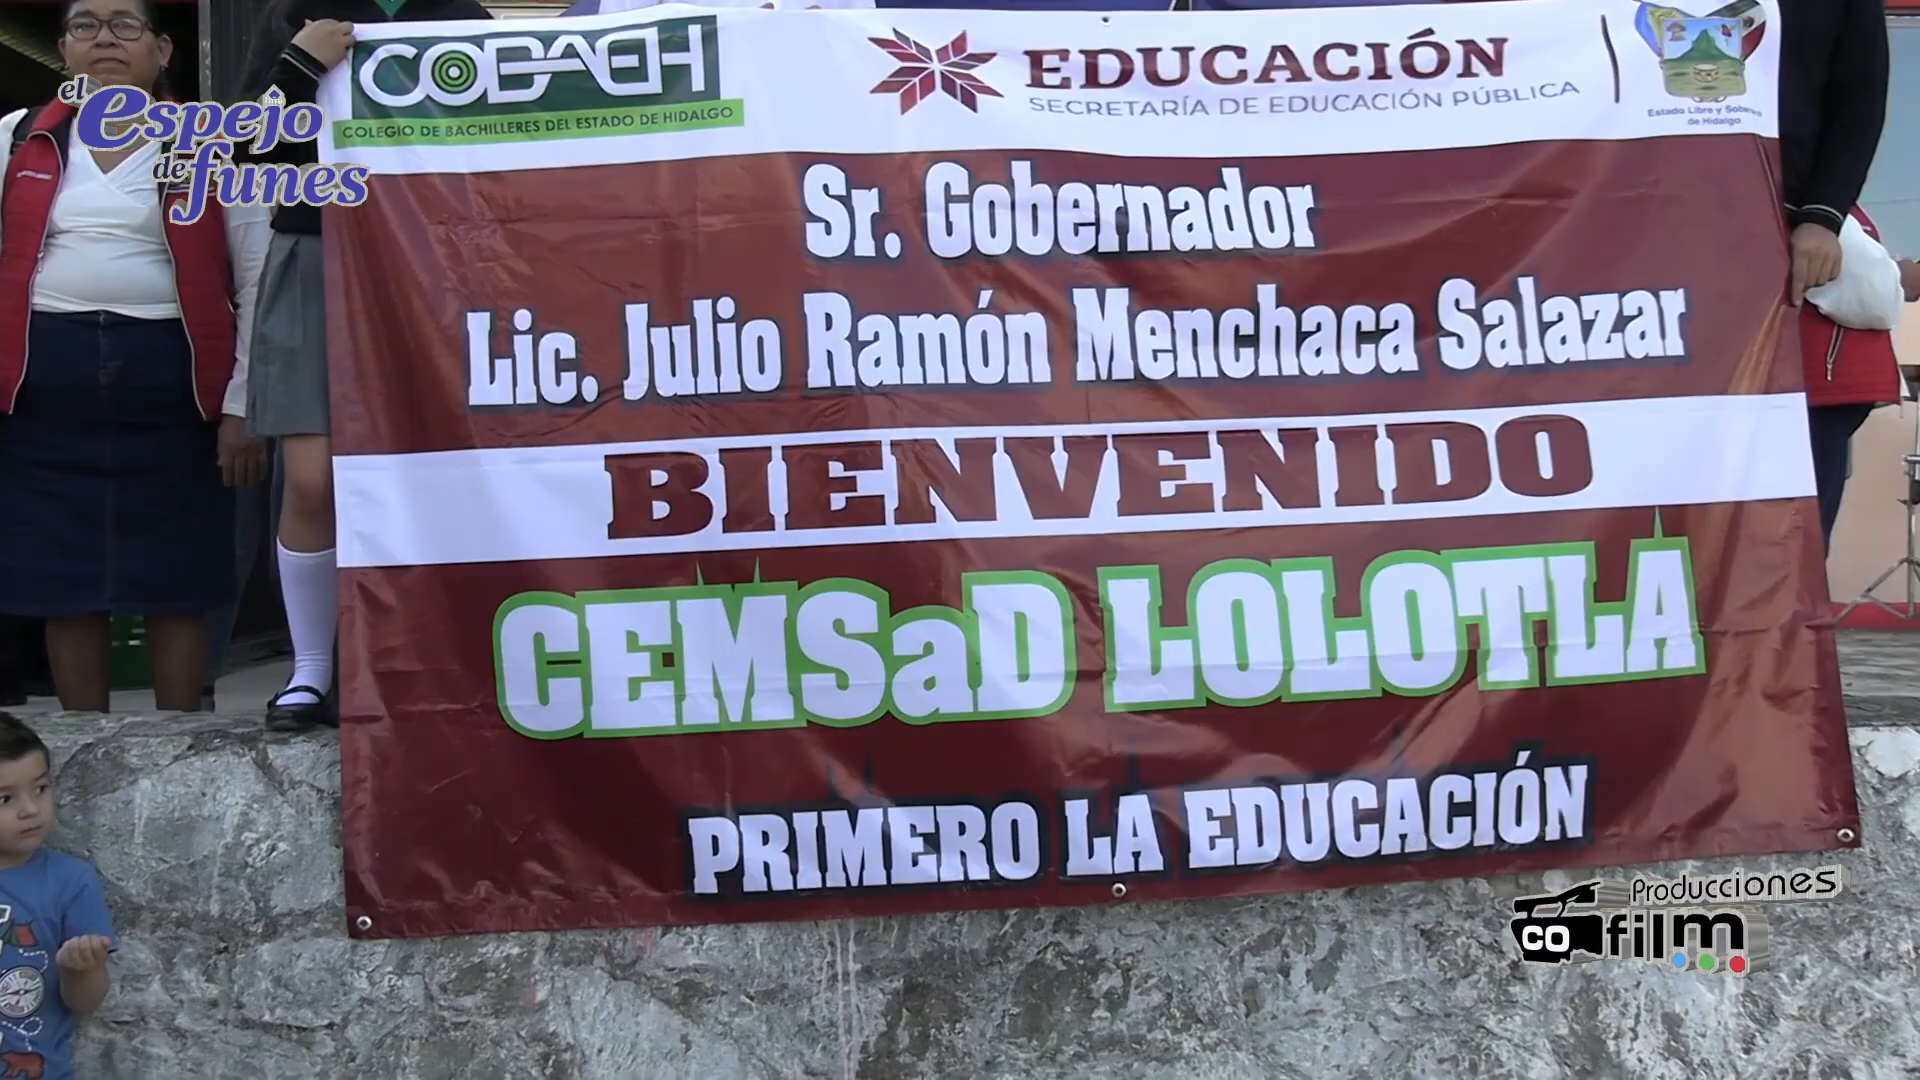 COBAEH
COLEGIO DE BACHILLERES DEL ESTADO DE HIDALGO
EDUCACIÓN
SECRETARÍA DE EDUCACIÓN PÚBLICA
Estado Libre y Soberano
de Hidalgo
el espejo
de funes
Sr. Gobernador
Lic. Julio Ramón Menchaca Salazar
BIENVENIDO
CEMSaD LOLOTLA
PRIMERO LA EDUCACIÓN
Producciones
CO film